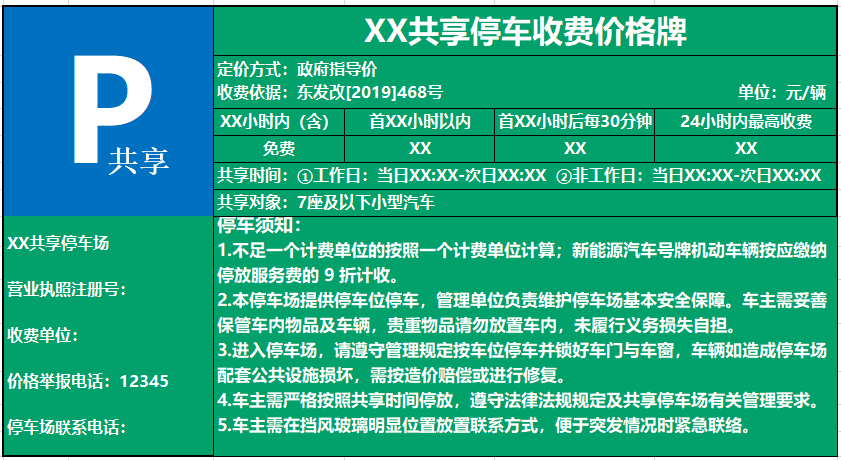 P
共享
XX共享停车收费价格牌
定价方式：政府指导价
收费依据：东发改[2019]468号 单位：元/辆
XX小时内（含） 首XX小时以内 首XX小时后每30分钟 24小时内最高收费
免费 XX XX XX
共享时间：①工作日：当日XX:XX-次日XX:XX ②非工作日：当日XX:XX-次日XX:XX
共享对象：7座及以下小型汽车
XX共享停车场
营业执照注册号：
收费单位：
价格举报电话：12345
停车场联系电话：
停车须知：
1.不足一个计费单位的按照一个计费单位计算；新能源汽车号牌机动车辆按应缴纳
停放服务费的 9 折计收。
2.本停车场提供停车位停车，管理单位负责维护停车场基本安全保障。车主需妥善
保管车内物品及车辆，贵重物品请勿放置车内，未履行义务损失自担。
3.进入停车场，请遵守管理规定按车位停车并锁好车门与车窗，车辆如造成停车场
配套公共设施损坏，需按造价赔偿或进行修复。
4.车主需严格按照共享时间停放，遵守法律法规规定及共享停车场有关管理要求。
5.车主需在挡风玻璃明显位置放置联系方式，便于突发情况时紧急联络。